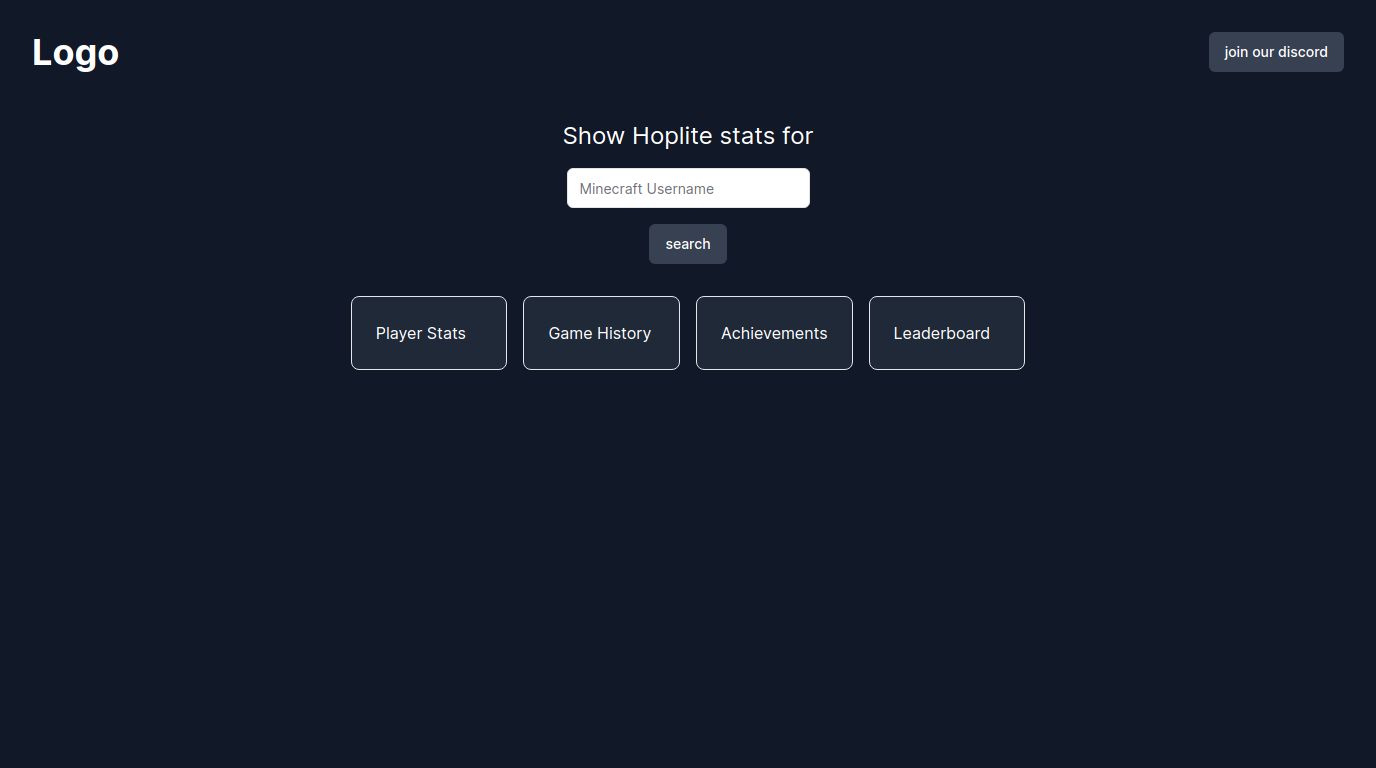 Logo
join our discord
Show Hoplite stats for
Minecraft Username
search
Player Stats
Game History
Achievements
Leaderboard